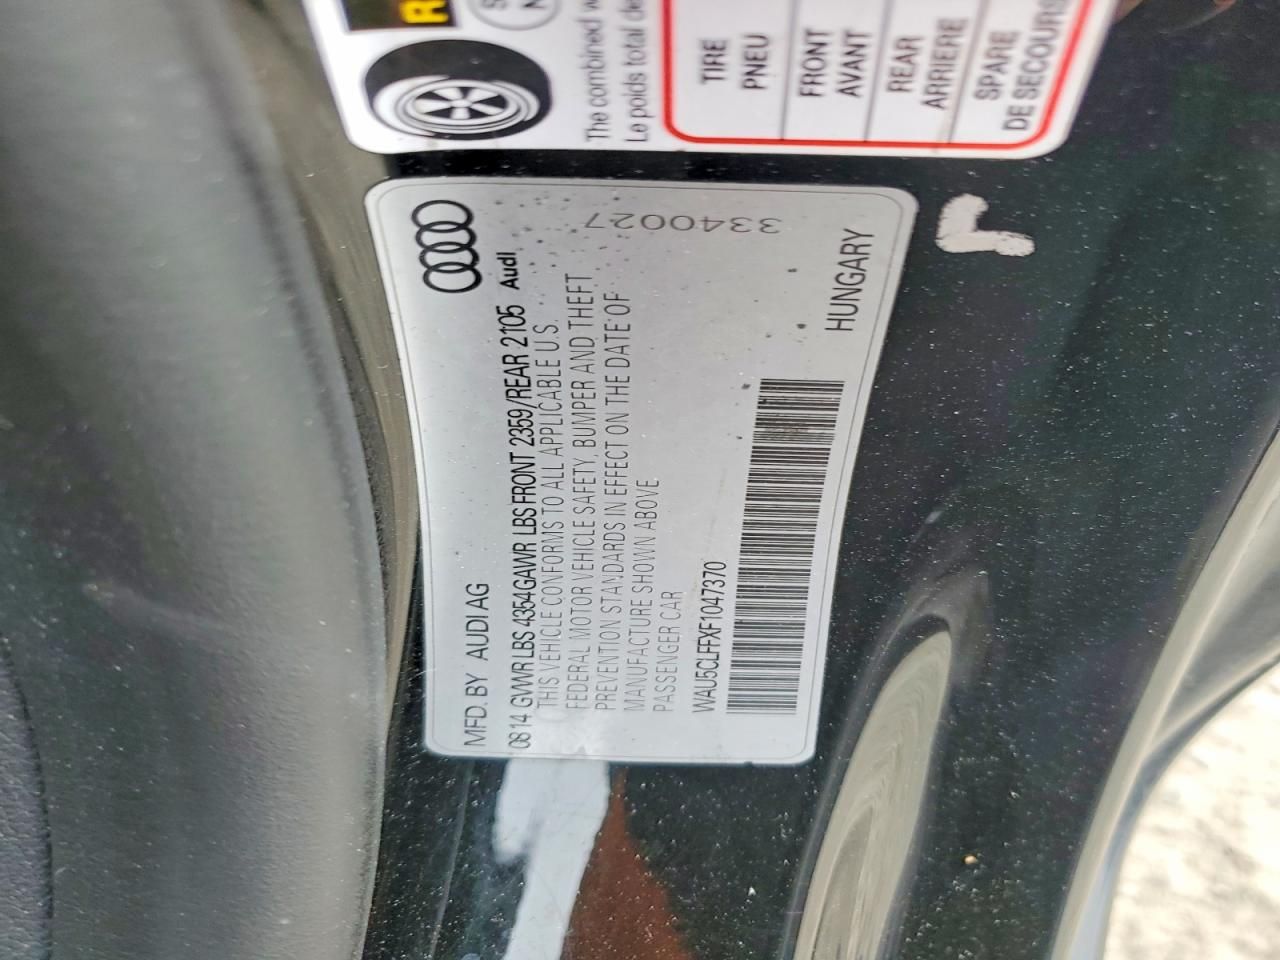 The combined w
Le poids total de
TIRE
PNEU
FRONT
AVANT
REAR
ARRIERE
SPARE
DE SECOURS
MFD. BY AUDI AG
08 14 GVWR LBS 4354GAWR LBS FRONT 2359/REAR 2105 Audi
THIS VEHICLE CONFORMS TO ALL APPLICABLE U.S.
FEDERAL MOTOR VEHICLE SAFETY, BUMPER AND THEFT
PREVENTION STANDARDS IN EFFECT ON THE DATE OF
MANUFACTURE SHOWN ABOVE.
PASSENGER CAR
WAU5CLFFXF1047370
3340027
HUNGARY